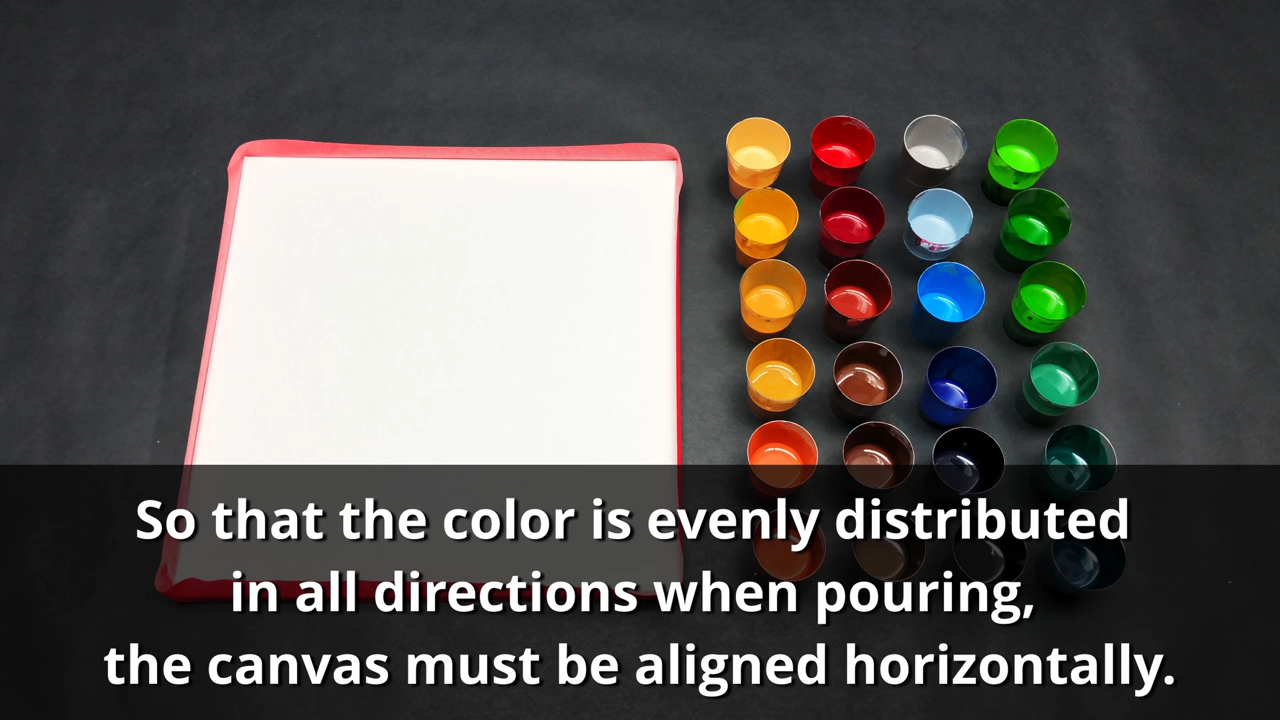 So that the color is evenly distributed
in all directions when pouring,
the canvas must be aligned horizontally.